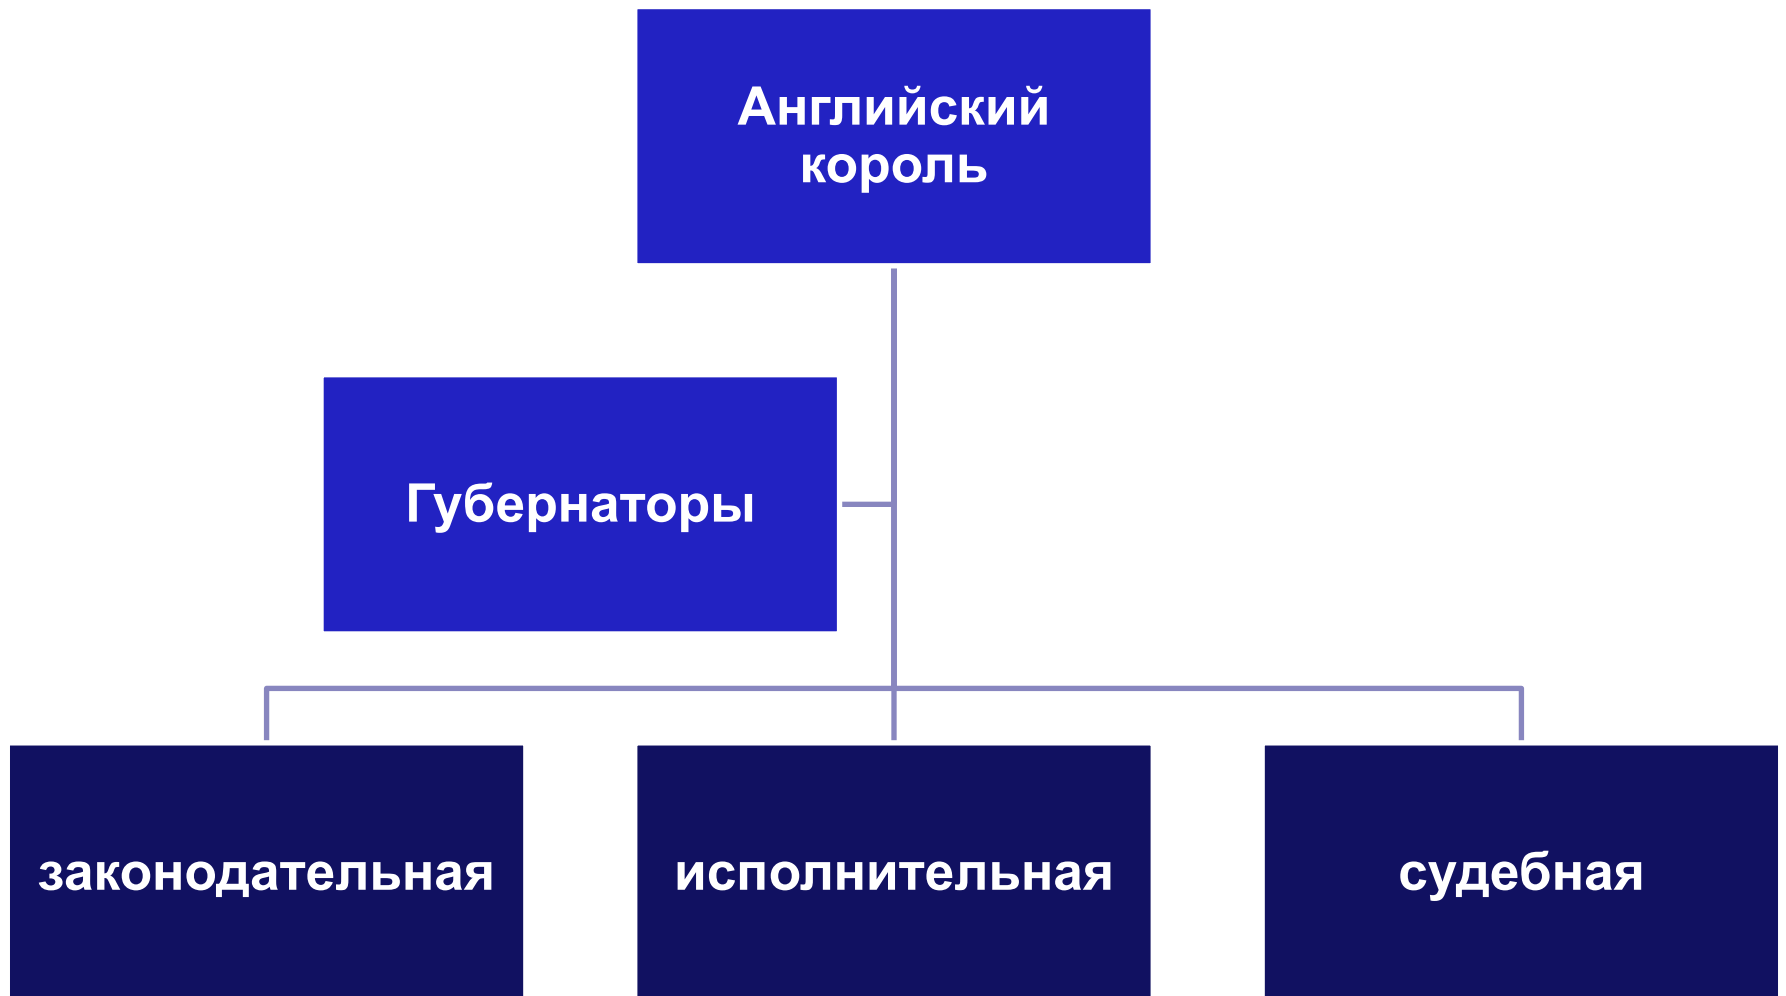 Английский
король
Губернаторы
законодательная
исполнительная
судебная